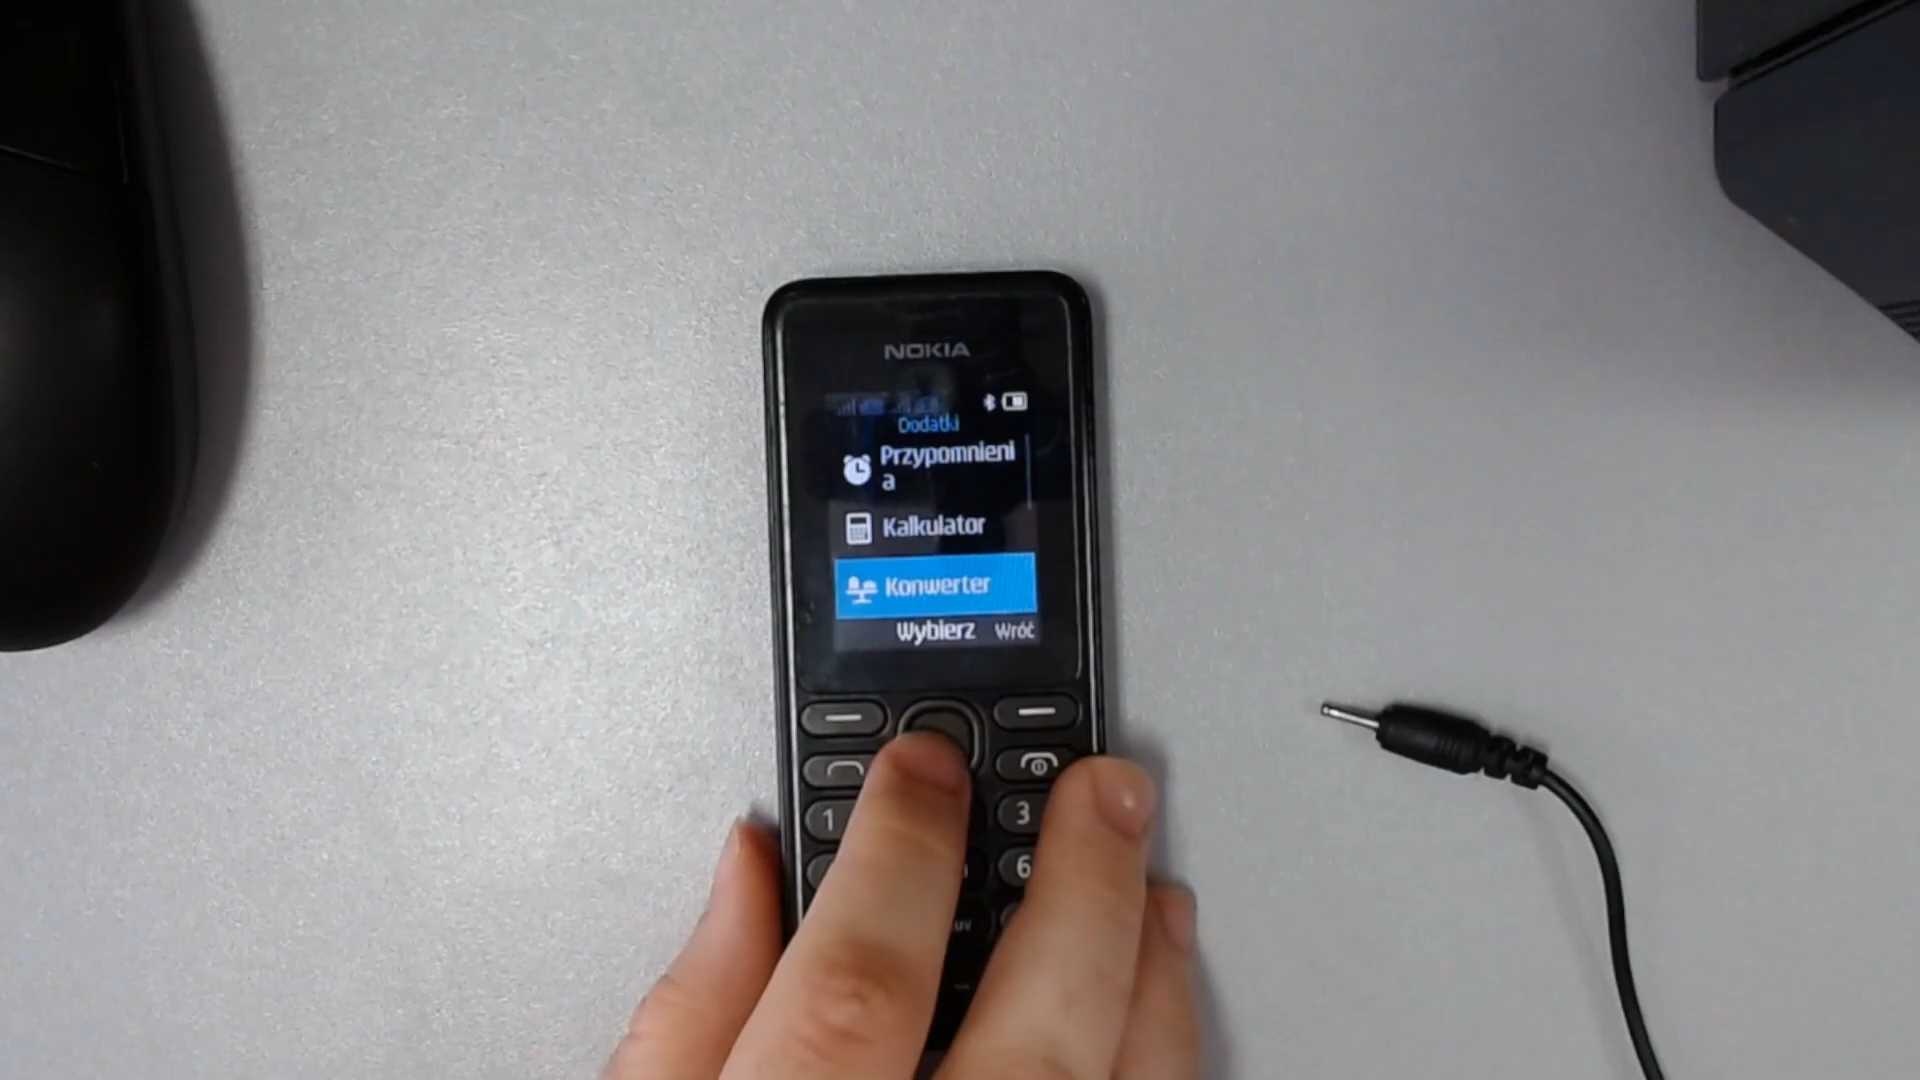 NOKIA
Dodatki
Przypomnieni
a
Kalkulator
Konwerter
Wybierz Wróć
1 3
6